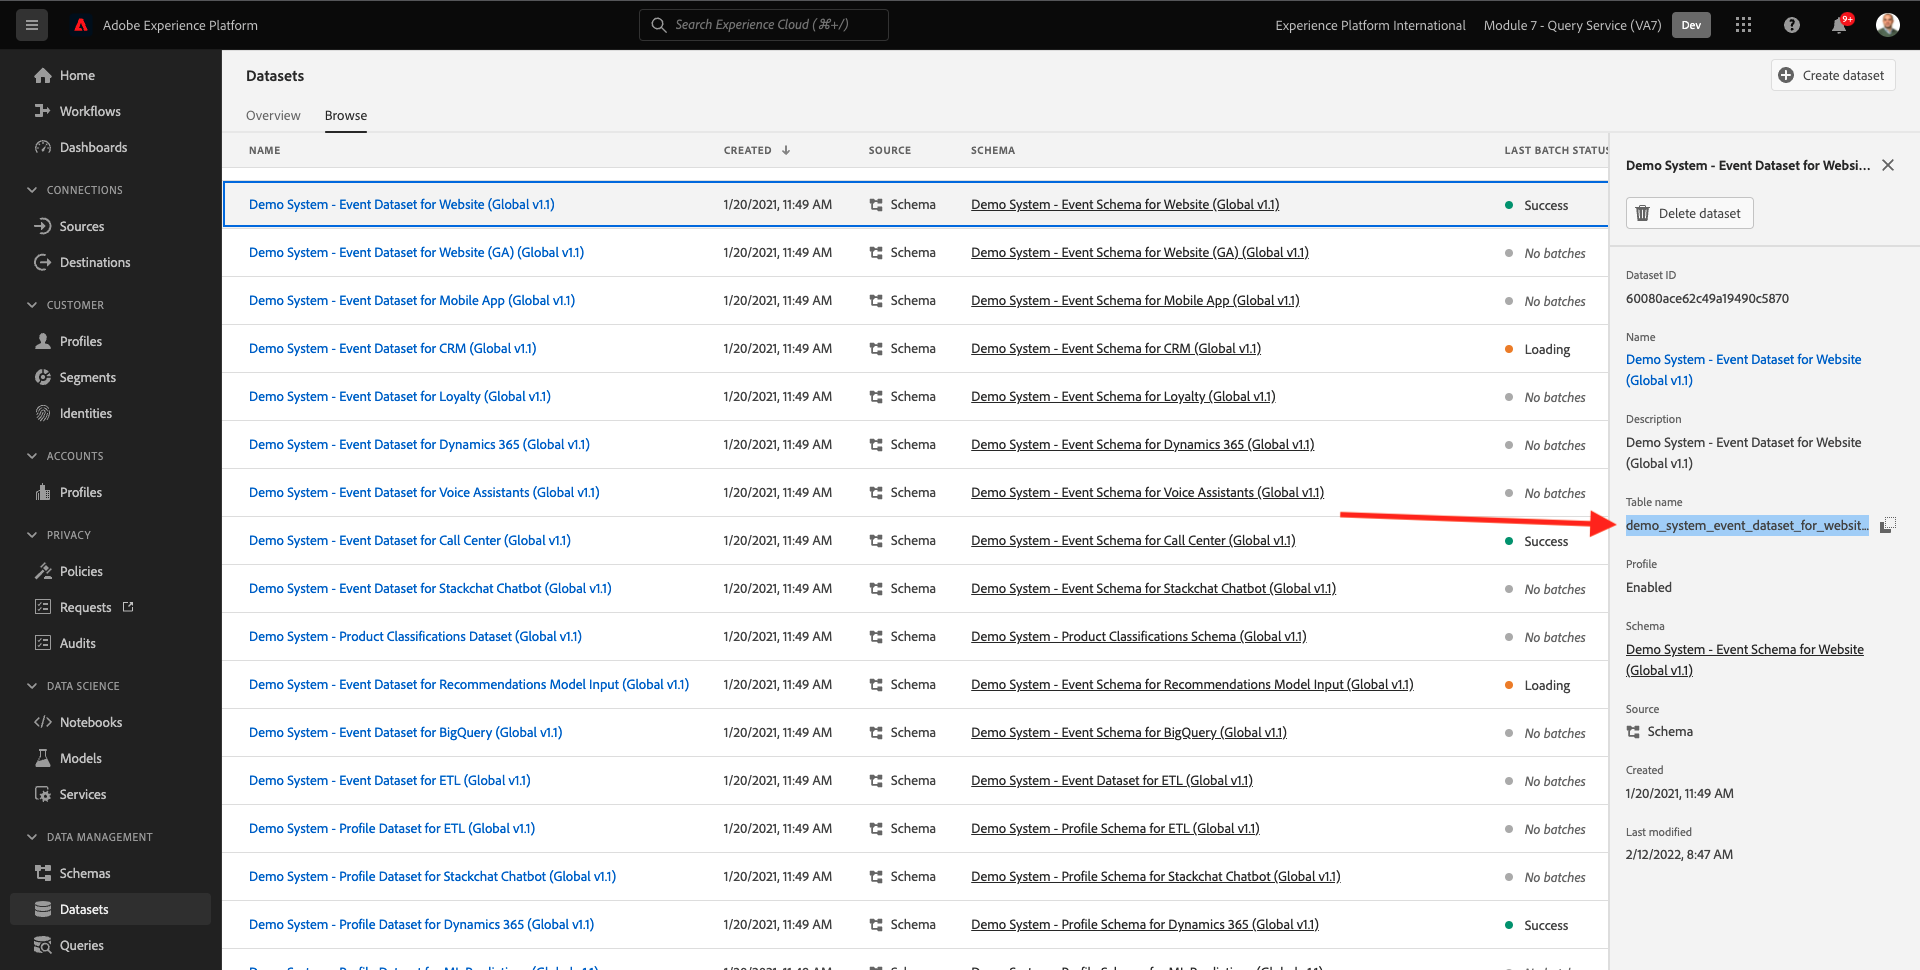 Adobe Experience Platform
Search Experience Cloud (⌘+/)
Experience Platform International
Module 7 - Query Service (VA7)
Dev
9+
Home
Workflows
Dashboards
CONNECTIONS
Sources
Destinations
CUSTOMER
Profiles
Segments
Identities
ACCOUNTS
Profiles
PRIVACY
Policies
Requests
Audits
DATA SCIENCE
Notebooks
Models
Services
DATA MANAGEMENT
Schemas
Datasets
Queries
Datasets
Create dataset
Overview Browse
NAME CREATED SOURCE SCHEMA LAST BATCH STATUS
Demo System - Event Dataset for Website (Global v1.1) 1/20/2021, 11:49 AM Schema Demo System - Event Schema for Website (Global v1.1) Success
Demo System - Event Dataset for Website (GA) (Global v1.1) 1/20/2021, 11:49 AM Schema Demo System - Event Schema for Website (GA) (Global v1.1) No batches
Demo System - Event Dataset for Mobile App (Global v1.1) 1/20/2021, 11:49 AM Schema Demo System - Event Schema for Mobile App (Global v1.1) No batches
Demo System - Event Dataset for CRM (Global v1.1) 1/20/2021, 11:49 AM Schema Demo System - Event Schema for CRM (Global v1.1) Loading
Demo System - Event Dataset for Loyalty (Global v1.1) 1/20/2021, 11:49 AM Schema Demo System - Event Schema for Loyalty (Global v1.1) No batches
Demo System - Event Dataset for Dynamics 365 (Global v1.1) 1/20/2021, 11:49 AM Schema Demo System - Event Schema for Dynamics 365 (Global v1.1) No batches
Demo System - Event Dataset for Voice Assistants (Global v1.1) 1/20/2021, 11:49 AM Schema Demo System - Event Schema for Voice Assistants (Global v1.1) No batches
Demo System - Event Dataset for Call Center (Global v1.1) 1/20/2021, 11:49 AM Schema Demo System - Event Schema for Call Center (Global v1.1) Success
Demo System - Event Dataset for Stackchat Chatbot (Global v1.1) 1/20/2021, 11:49 AM Schema Demo System - Event Schema for Stackchat Chatbot (Global v1.1) No batches
Demo System - Product Classifications Dataset (Global v1.1) 1/20/2021, 11:49 AM Schema Demo System - Product Classifications Schema (Global v1.1) No batches
Demo System - Event Dataset for Recommendations Model Input (Global v1.1) 1/20/2021, 11:49 AM Schema Demo System - Event Schema for Recommendations Model Input (Global v1.1) Loading
Demo System - Event Dataset for BigQuery (Global v1.1) 1/20/2021, 11:49 AM Schema Demo System - Event Schema for BigQuery (Global v1.1) No batches
Demo System - Event Dataset for ETL (Global v1.1) 1/20/2021, 11:49 AM Schema Demo System - Event Dataset for ETL (Global v1.1) No batches
Demo System - Profile Dataset for ETL (Global v1.1) 1/20/2021, 11:49 AM Schema Demo System - Profile Schema for ETL (Global v1.1) No batches
Demo System - Profile Dataset for Stackchat Chatbot (Global v1.1) 1/20/2021, 11:49 AM Schema Demo System - Profile Schema for Stackchat Chatbot (Global v1.1) No batches
Demo System - Profile Dataset for Dynamics 365 (Global v1.1) 1/20/2021, 11:49 AM Schema Demo System - Profile Schema for Dynamics 365 (Global v1.1) Success
Demo System - Event Dataset for Websi...
Delete dataset
Dataset ID
60080ace62c49a19490c5870
Name
Demo System - Event Dataset for Website
(Global v1.1)
Description
Demo System - Event Dataset for Website
(Global v1.1)
Table name
demo_system_event_dataset_for_websit...
Profile
Enabled
Schema
Demo System - Event Schema for Website
(Global v1.1)
Source
Schema
Created
1/20/2021, 11:49 AM
Last modified
2/12/2022, 8:47 AM